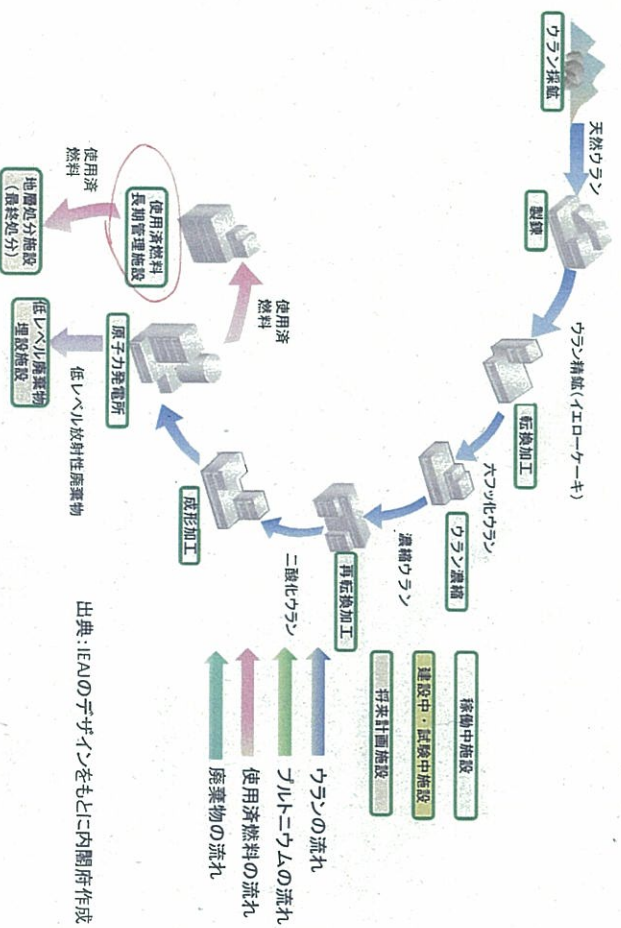 ウラン採鉱
天然ウラン
製錬
ウラン精鉱(イエローケーキ)
転換加工
六フッ化ウラン
ウラン濃縮
濃縮ウラン
再転換加工
二酸化ウラン
成形加工
原子力発電所
低レベル放射性廃棄物
低レベル廃棄物
埋設施設
使用済
燃料
使用済燃料
長期管理施設
使用済
燃料
地層処分施設
(最終処分)
稼働中施設
建設中・試験中施設
将来計画施設
ウランの流れ
プルトニウムの流れ
使用済燃料の流れ
廃棄物の流れ
出典:IEAJのデザインをもとに内閣府作成